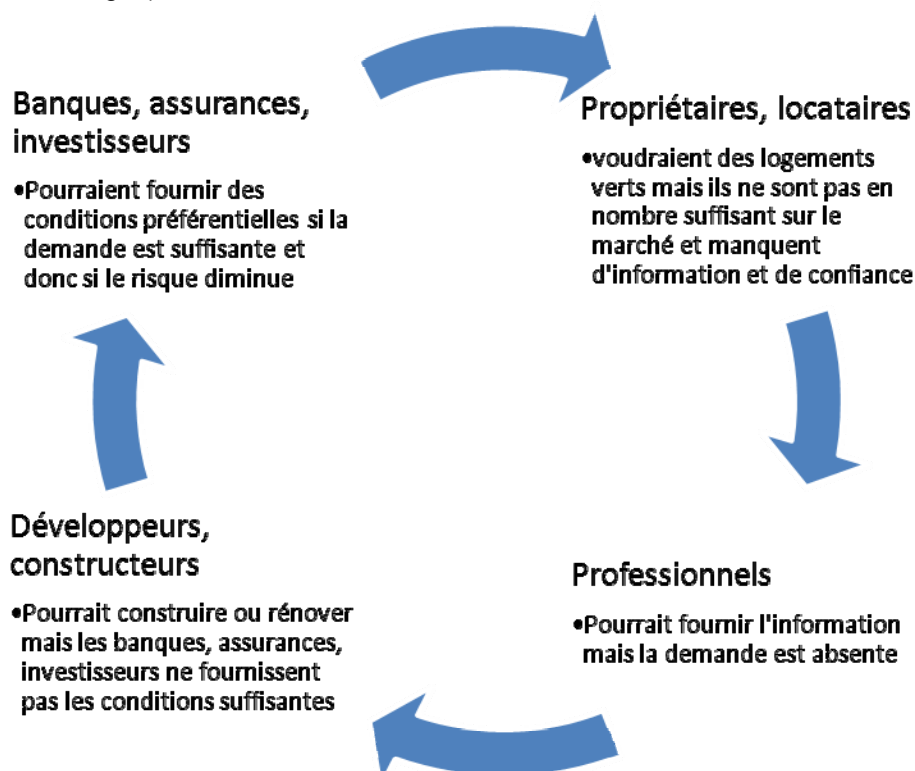 Banques, assurances,
investisseurs
•Pourraient fournir des
conditions préférentielles si la
demande est suffisante et
donc si le risque diminue
Propriétaires, locataires
•voudraient des logements
verts mais ils ne sont pas en
nombre suffisant sur le
marché et manquent
d'information et de confiance
Professionnels
•Pourrait fournir l'information
mais la demande est absente
Développeurs,
constructeurs
•Pourrait construire ou rénover
mais les banques, assurances,
investisseurs ne fournissent
pas les conditions suffisantes